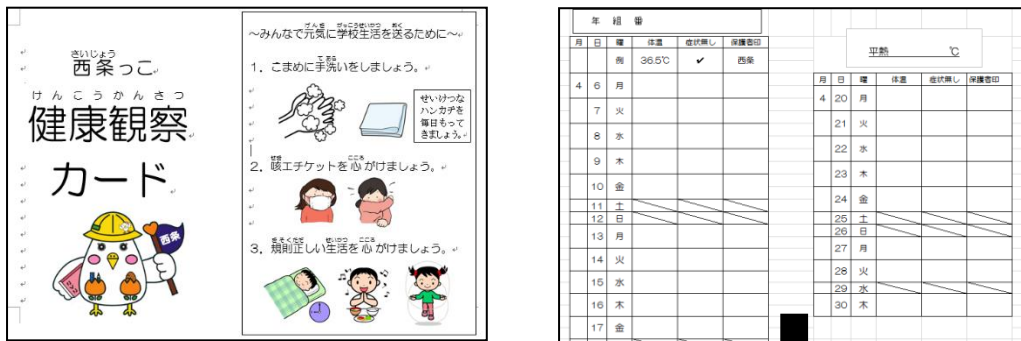 さいじょう
西条っこ
けんこうかんさつ
健康観察
カード
西条
～みんなで元気に学校生活を送るために～
1．こまめに手洗いをしましょう。
せいけつな
ハンカチを
毎日もって
きましょう。
2．咳エチケットを心がけましょう。
3．規則正しい生活を心がけましょう。
年 組 番
月 日 曜 体温 症状無し 保護者印
例 36.5℃ ✔ 西条
4 6 月
7 火
8 水
9 木
10 金
11 土
12 日
13 月
14 火
15 水
16 木
17 金
平熱 ℃
月 日 曜 体温 症状無し 保護者印
4 20 月
21 火
22 水
23 木
24 金
25 土
26 日
27 月
28 火
29 水
30 木